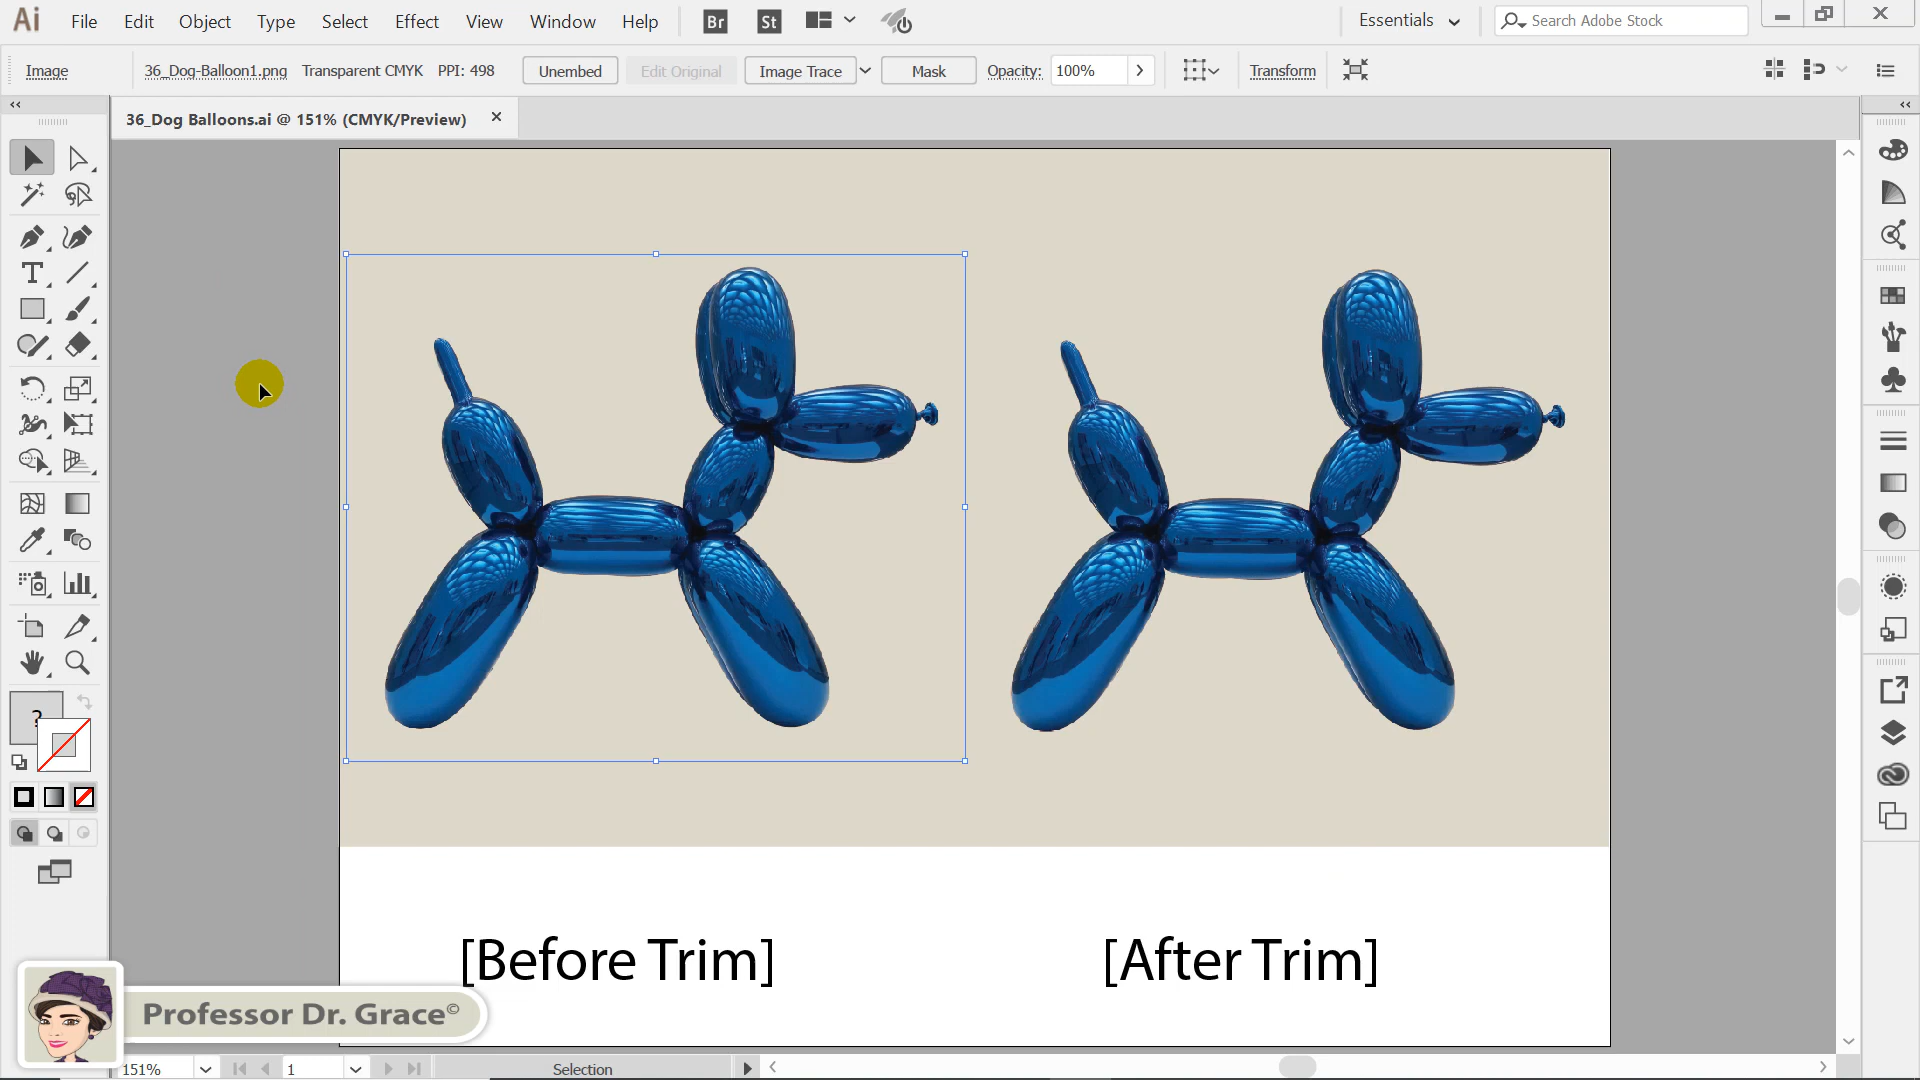 Ai File Edit Object Type Select Effect View Window Help Br St Essentials Search Adobe Stock
Image 36_Dog-Balloon1.png Transparent CMYK PPI: 498 Unembed Edit Original Image Trace Mask Opacity: 100% Transform
36_Dog Balloons.ai @ 151% (CMYK/Preview)
T
?
[Before Trim] [After Trim]
Professor Dr. Grace©
151% 1 Selection